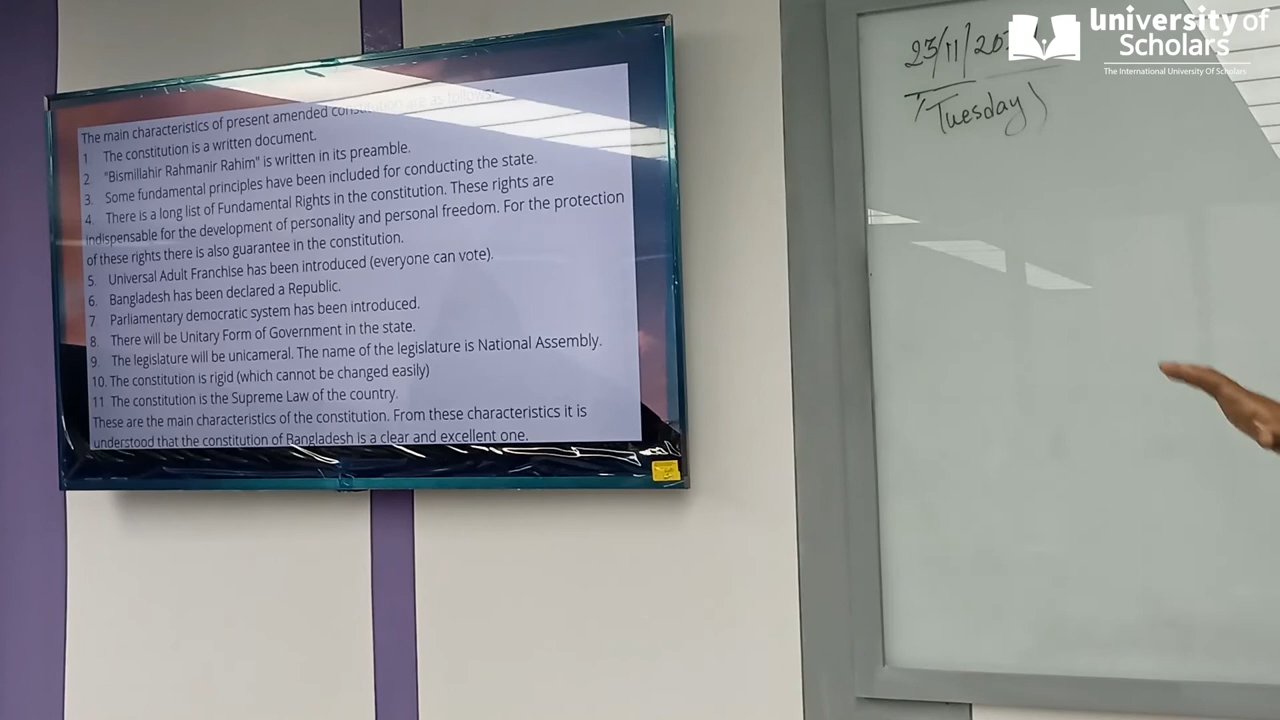 The main characteristics of present amended constitution are as follows:
1 The constitution is a written document.
2. "Bismillahir Rahmanir Rahim" is written in its preamble.
3. Some fundamental principles have been included for conducting the state.
4. There is a long list of Fundamental Rights in the constitution. These rights are
indispensable for the development of personality and personal freedom. For the protection
of these rights there is also guarantee in the constitution.
5. Universal Adult Franchise has been introduced (everyone can vote).
6. Bangladesh has been declared a Republic.
7 Parliamentary democratic system has been introduced.
8. There will be Unitary Form of Government in the state.
9. The legislature will be unicameral. The name of the legislature is National Assembly.
10. The constitution is rigid (which cannot be changed easily)
11 The constitution is the Supreme Law of the country.
These are the main characteristics of the constitution. From these characteristics it is
understood that the constitution of Bangladesh is a clear and excellent one.
23/11/202
(Tuesday)
university of
Scholars
The International University Of Scholars